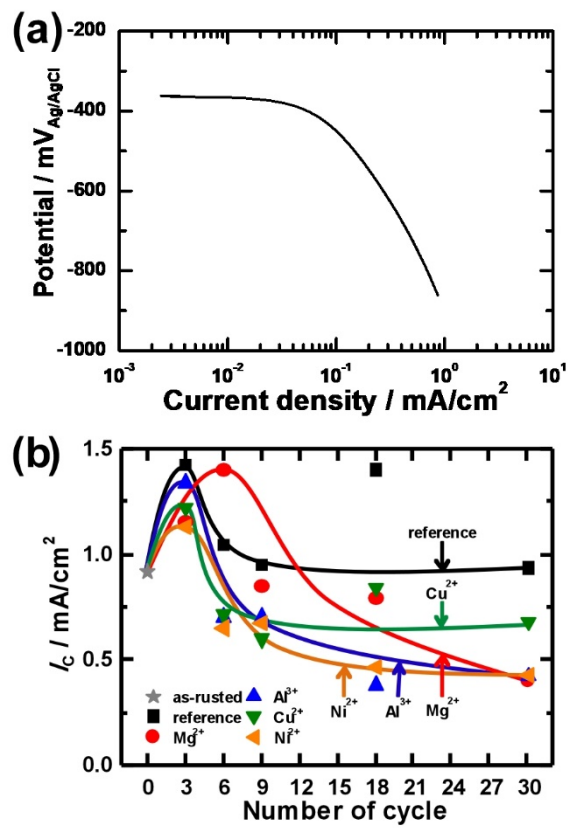 (a)
-200
-400
-600
-800
-1000
Potential / mV_Ag/AgCl
10⁻³ 10⁻² 10⁻¹ 10⁰ 10¹
Current density / mA/cm²
(b)
1.5
1.0
0.5
0.0
I_C / mA/cm²
reference
Cu²⁺
Ni²⁺ Al³⁺ Mg²⁺
as-rusted Al³⁺
reference Cu²⁺
Mg²⁺ Ni²⁺
0 3 6 9 12 15 18 21 24 27 30
Number of cycle